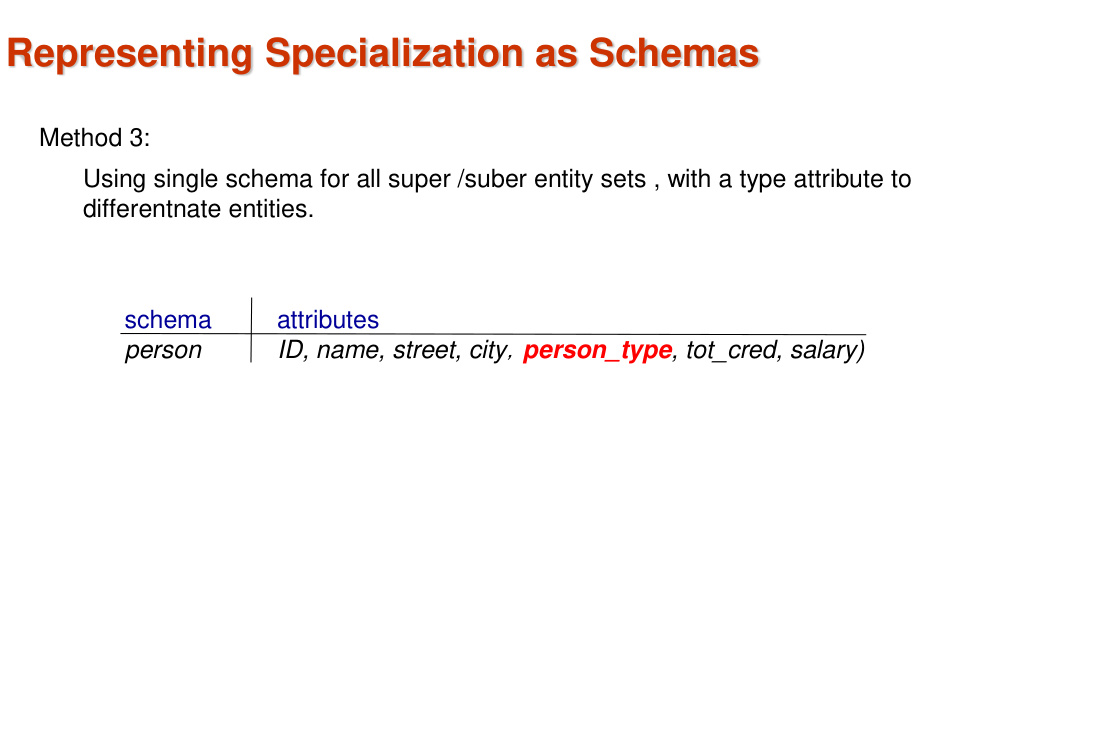 Representing Specialization as Schemas
Method 3:
Using single schema for all super /suber entity sets , with a type attribute to
differentnate entities.
schema attributes
person ID, name, street, city, person_type, tot_cred, salary)